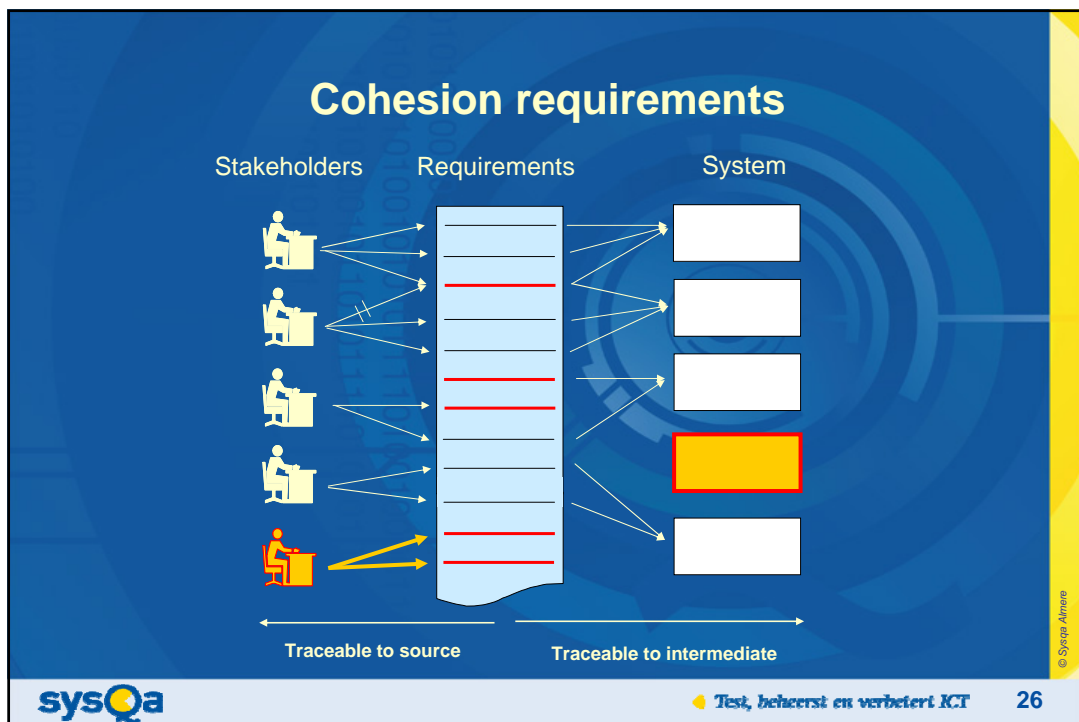 Cohesion requirements
Stakeholders Requirements System
Traceable to source Traceable to intermediate
© Sysqa Almere
sysQa
Test, beheerst en verbetert ICT 26